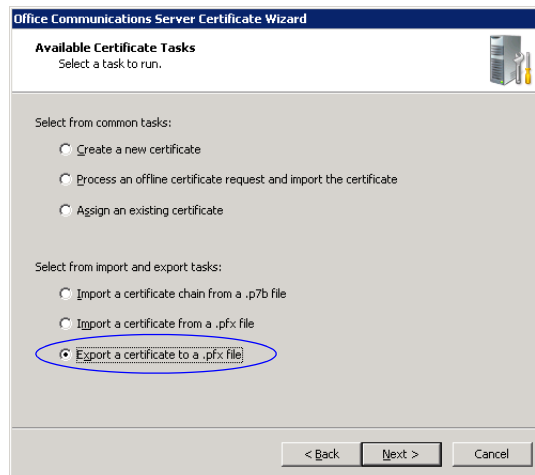 Office Communications Server Certificate Wizard
Available Certificate Tasks
Select a task to run.
Select from common tasks:
Create a new certificate
Process an offline certificate request and import the certificate
Assign an existing certificate
Select from import and export tasks:
Import a certificate chain from a .p7b file
Import a certificate from a .pfx file
Export a certificate to a .pfx file
< Back Next > Cancel